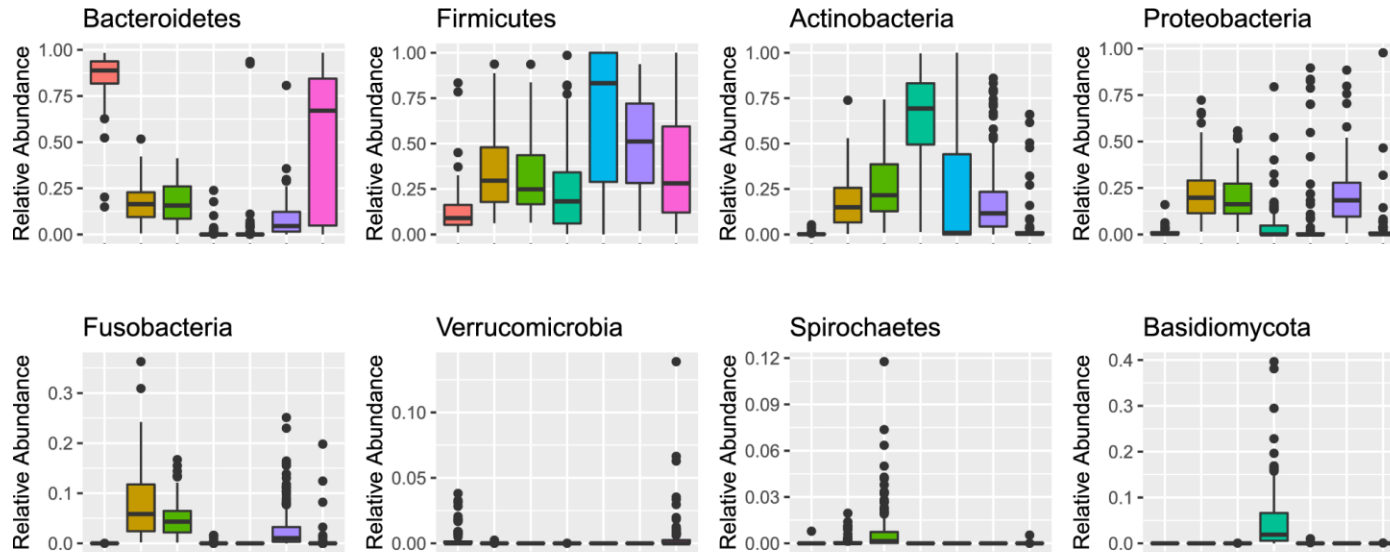 Bacteroidetes
Relative Abundance
1.00
0.75
0.50
0.25
0.00
Firmicutes
Relative Abundance
1.00
0.75
0.50
0.25
0.00
Actinobacteria
Relative Abundance
1.00
0.75
0.50
0.25
0.00
Proteobacteria
Relative Abundance
1.00
0.75
0.50
0.25
0.00
Fusobacteria
Relative Abundance
0.3
0.2
0.1
0.0
Verrucomicrobia
Relative Abundance
0.10
0.05
0.00
Spirochaetes
Relative Abundance
0.12
0.09
0.06
0.03
0.00
Basidiomycota
Relative Abundance
0.4
0.3
0.2
0.1
0.0